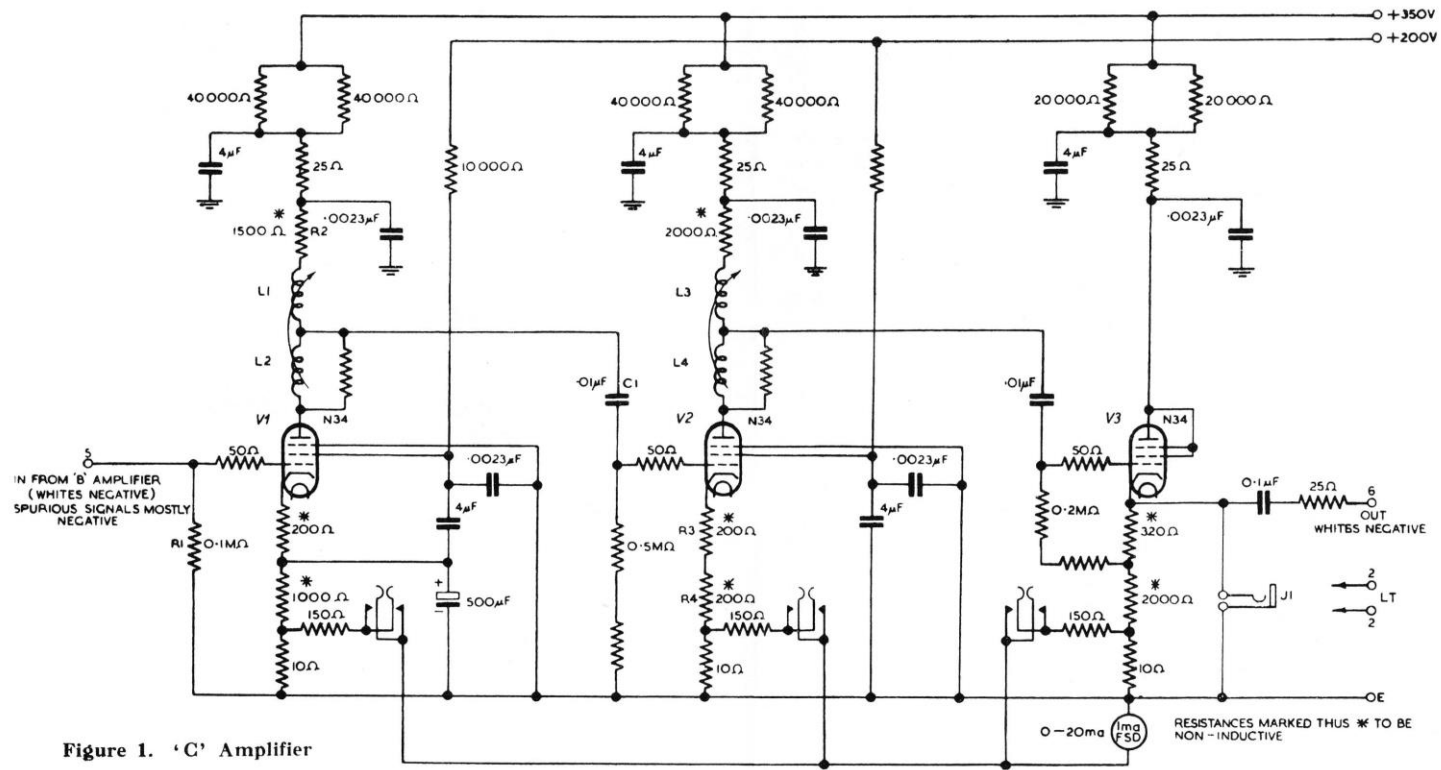 +350V
+200V
40000Ω
40000Ω
40000Ω
40000Ω
20000Ω
20000Ω
4μF
25Ω
10000Ω
4μF
25Ω
4μF
25Ω
*
1500Ω
R2
·0023μF
*
2000Ω
·0023μF
·0023μF
L1
L3
L2
L4
·01μF
C1
·01μF
V1
N34
V2
N34
V3
N34
5
50Ω
·0023μF
50Ω
·0023μF
50Ω
0·1μF
25Ω
6
IN FROM 'B' AMPLIFIER
(WHITES NEGATIVE)
SPURIOUS SIGNALS MOSTLY
NEGATIVE
OUT
WHITES NEGATIVE
*
200Ω
4μF
R3
*
200Ω
4μF
0·2MΩ
*
320Ω
R1
0·1MΩ
0·5MΩ
*
1000Ω
+
−
500μF
R4
*
200Ω
*
2000Ω
J1
2
LT
2
150Ω
150Ω
150Ω
10Ω
10Ω
10Ω
E
0-20ma
1ma
FSD
RESISTANCES MARKED THUS * TO BE
NON-INDUCTIVE
Figure 1. 'C' Amplifier